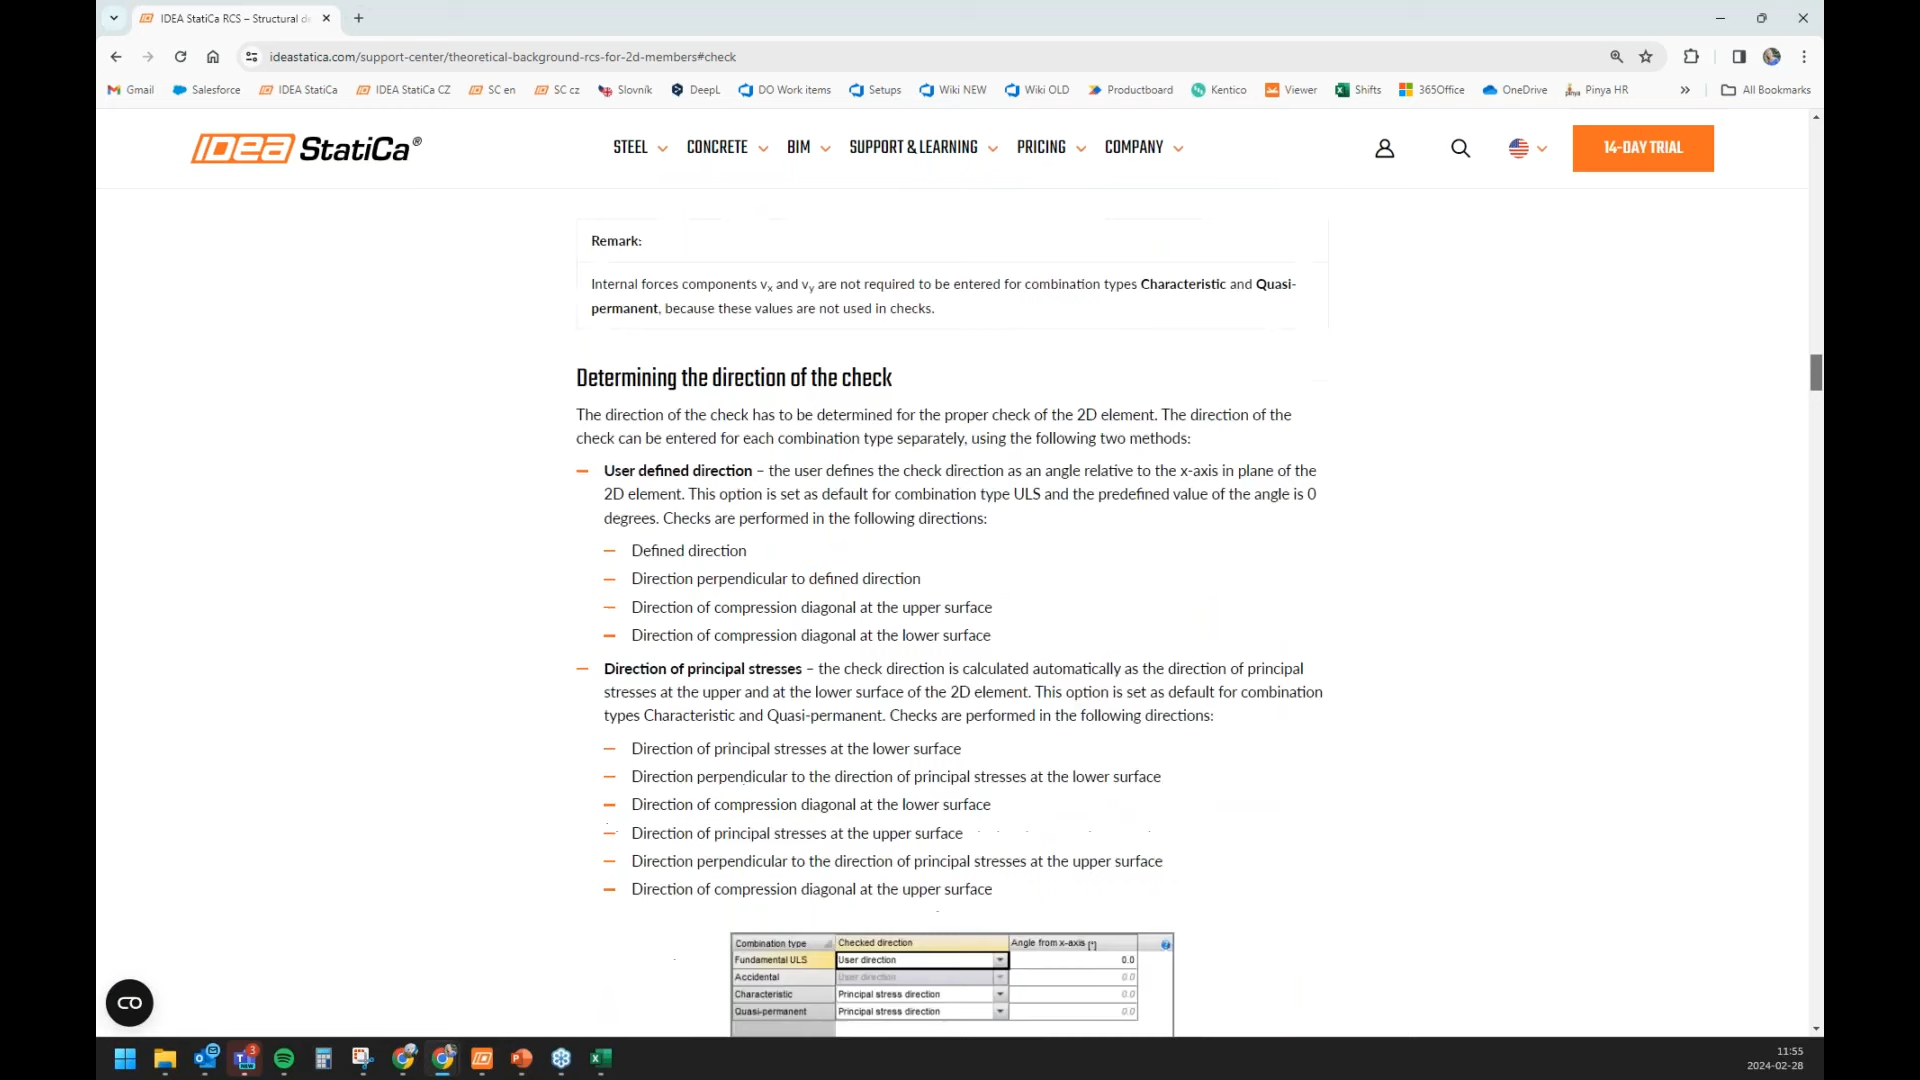 IDEA StatiCa RCS – Structural de
ideastatica.com/support-center/theoretical-background-rcs-for-2d-members#check
Gmail Salesforce IDEA StatiCa IDEA StatiCa CZ SC en SC cz Slovník DeepL DO Work items Setups Wiki NEW Wiki OLD Productboard Kentico Viewer Shifts 365Office OneDrive Pinya HR » All Bookmarks
IDEA StatiCa® STEEL CONCRETE BIM SUPPORT & LEARNING PRICING COMPANY 14-DAY TRIAL
Remark:
Internal forces components vx and vy are not required to be entered for combination types Characteristic and Quasi-
permanent, because these values are not used in checks.
Determining the direction of the check
The direction of the check has to be determined for the proper check of the 2D element. The direction of the
check can be entered for each combination type separately, using the following two methods:
– User defined direction – the user defines the check direction as an angle relative to the x-axis in plane of the
2D element. This option is set as default for combination type ULS and the predefined value of the angle is 0
degrees. Checks are performed in the following directions:
– Defined direction
– Direction perpendicular to defined direction
– Direction of compression diagonal at the upper surface
– Direction of compression diagonal at the lower surface
– Direction of principal stresses – the check direction is calculated automatically as the direction of principal
stresses at the upper and at the lower surface of the 2D element. This option is set as default for combination
types Characteristic and Quasi-permanent. Checks are performed in the following directions:
– Direction of principal stresses at the lower surface
– Direction perpendicular to the direction of principal stresses at the lower surface
– Direction of compression diagonal at the lower surface
– Direction of principal stresses at the upper surface
– Direction perpendicular to the direction of principal stresses at the upper surface
– Direction of compression diagonal at the upper surface
Combination type Checked direction Angle from x-axis [°]
Fundamental ULS User direction 0.0
Accidental User direction 0.0
Characteristic Principal stress direction 0.0
Quasi-permanent Principal stress direction 0.0
11:55
2024-02-28